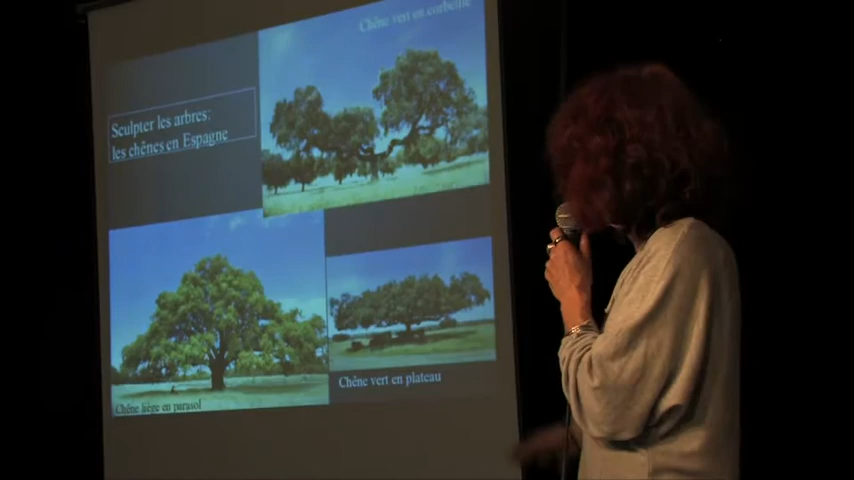 Chêne vert en corbeille
Sculpter les arbres:
les chênes en Espagne
Chêne vert en plateau
Chêne liège en parasol